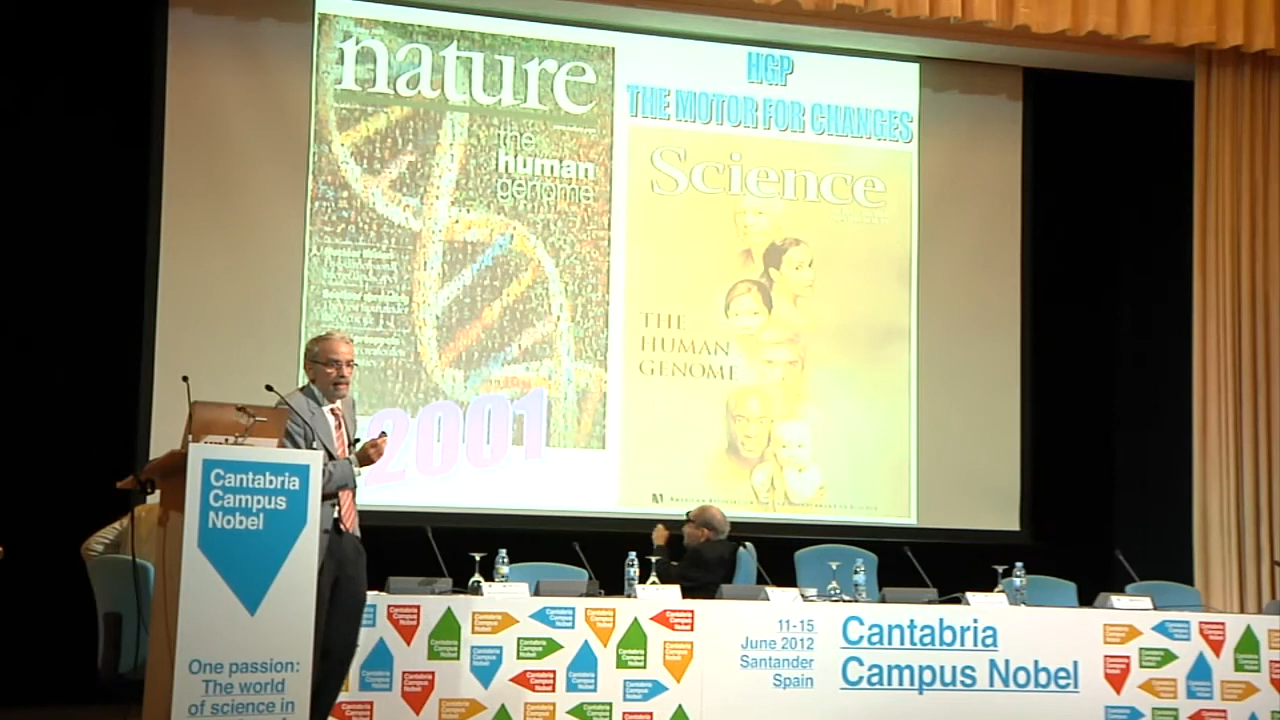 nature
the
human
genome
2001
HGP
THE MOTOR FOR CHANGES
Science
THE
HUMAN
GENOME
Cantabria
Campus
Nobel
One passion:
The world
of science in
11-15
June 2012
Santander
Spain
Cantabria
Campus Nobel